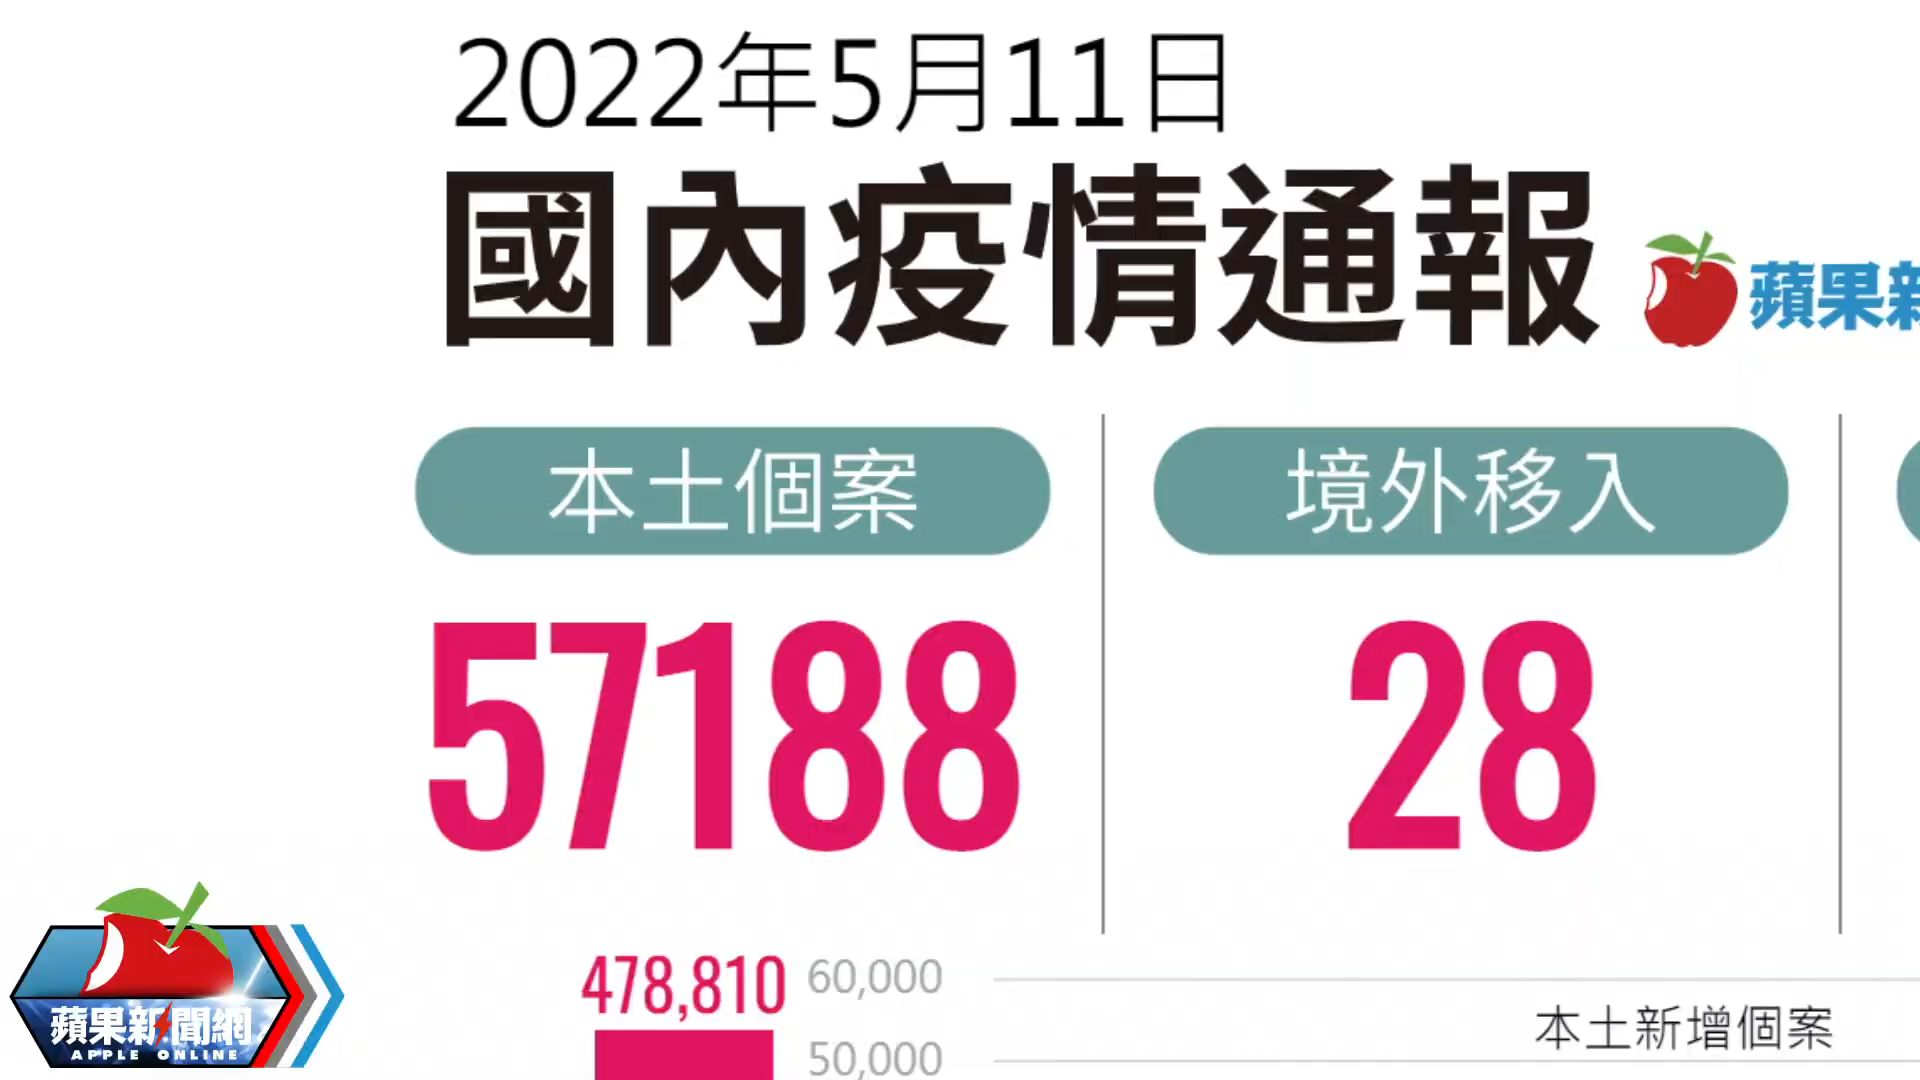 2022年5月11日
國內疫情通報
蘋果新
本土個案
境外移入
57188
28
478,810
60,000
本土新增個案
50,000
蘋果新聞網
APPLE ONLINE